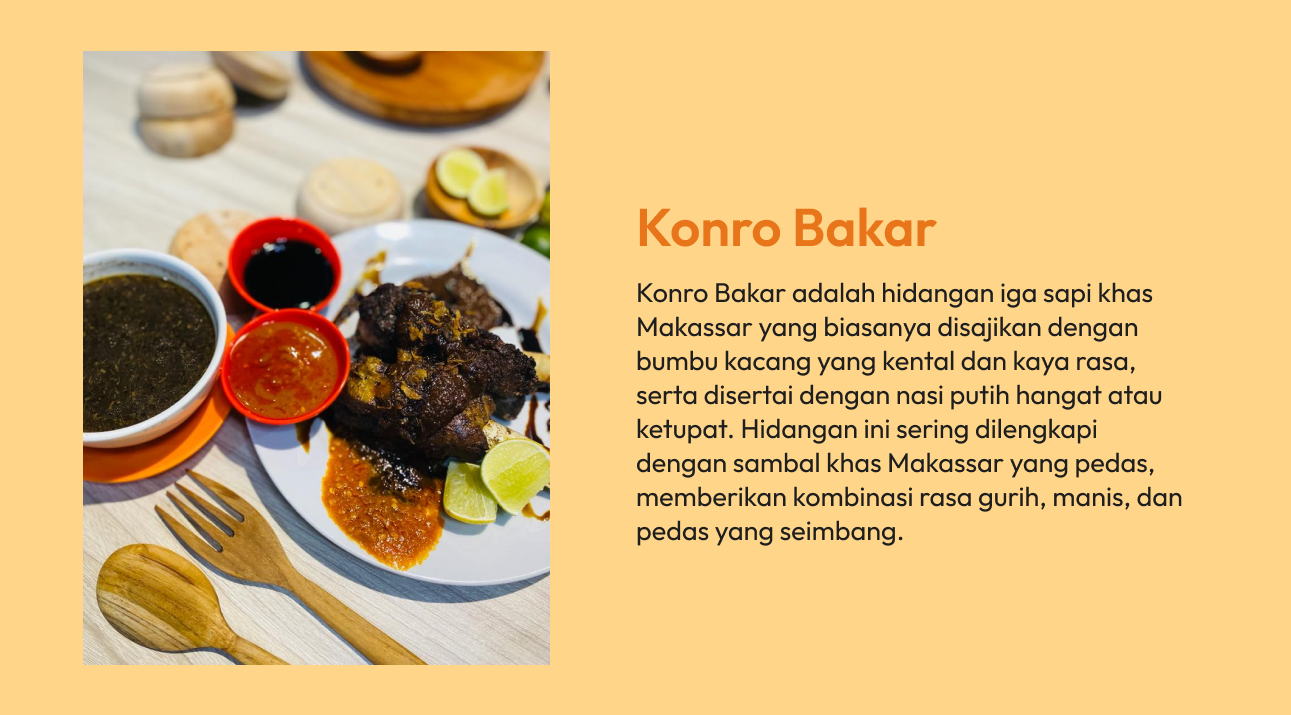 Konro Bakar
Konro Bakar adalah hidangan iga sapi khas
Makassar yang biasanya disajikan dengan
bumbu kacang yang kental dan kaya rasa,
serta disertai dengan nasi putih hangat atau
ketupat. Hidangan ini sering dilengkapi
dengan sambal khas Makassar yang pedas,
memberikan kombinasi rasa gurih, manis, dan
pedas yang seimbang.